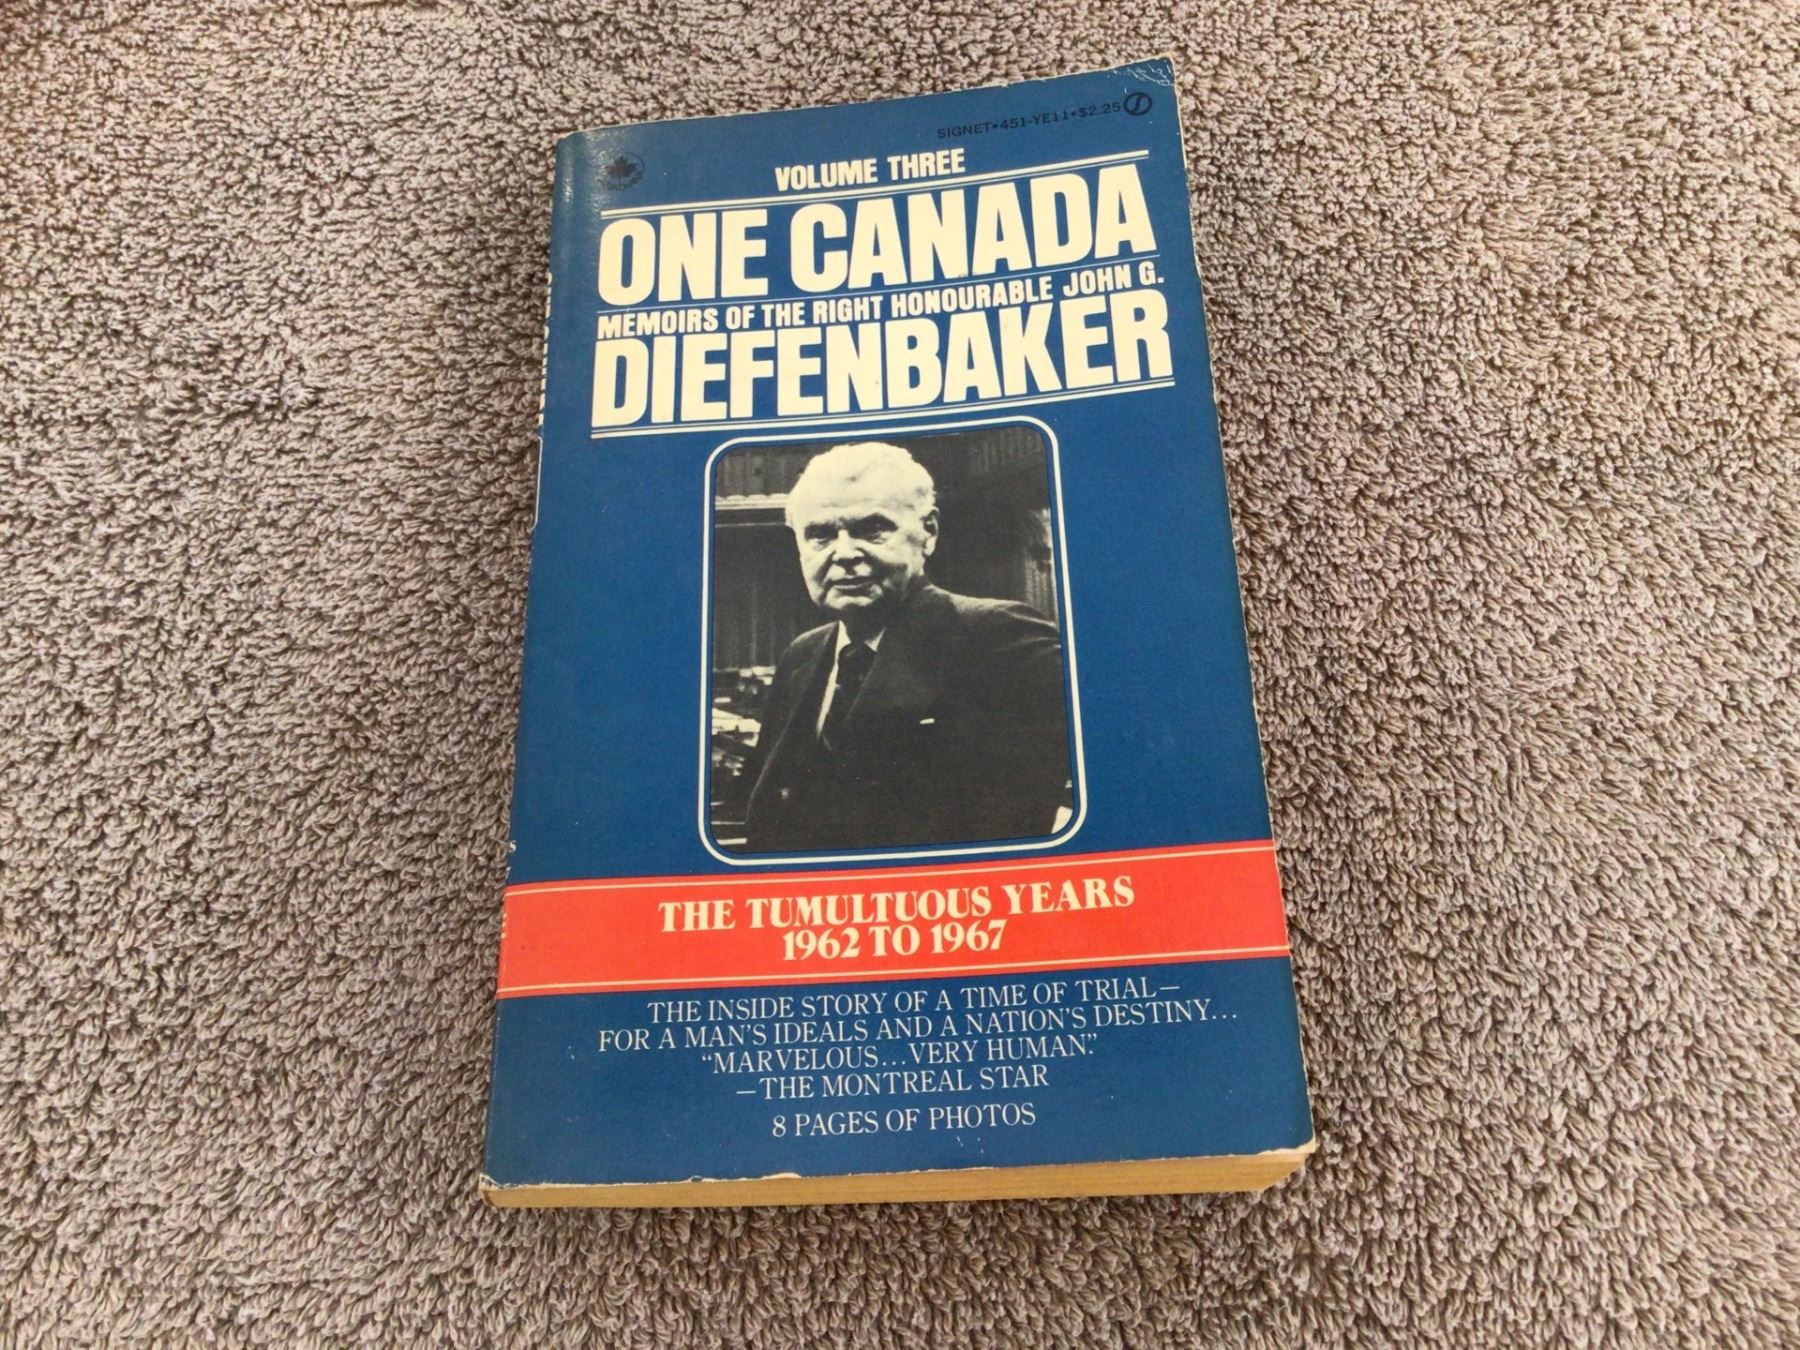 SIGNET•451-YE11•$2.25
VOLUME THREE
ONE CANADA
MEMOIRS OF THE RIGHT HONOURABLE JOHN G.
DIEFENBAKER
THE TUMULTUOUS YEARS
1962 TO 1967
THE INSIDE STORY OF A TIME OF TRIAL—
FOR A MAN'S IDEALS AND A NATION'S DESTINY...
"MARVELOUS...VERY HUMAN."
—THE MONTREAL STAR
8 PAGES OF PHOTOS